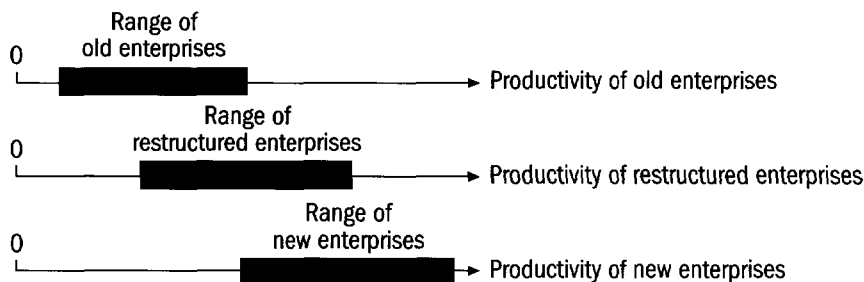 Range of
old enterprises
0
Productivity of old enterprises
Range of
restructured enterprises
0
Productivity of restructured enterprises
Range of
new enterprises
0
Productivity of new enterprises